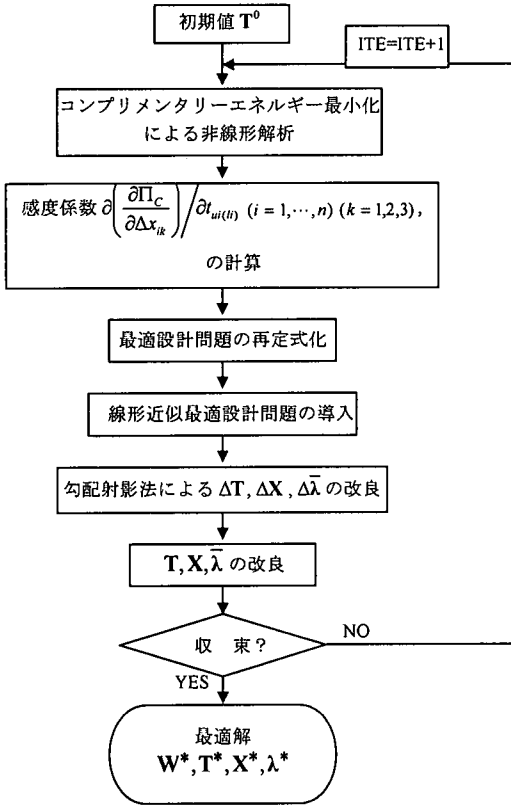 初期値 T⁰
ITE=ITE+1
コンプリメンタリーエネルギー最小化
による非線形解析
感度係数 ∂(∂Π_C/∂Δx_{ik})/∂t_{ui(li)} (i = 1,⋯,n) (k = 1,2,3),
の計算
最適設計問題の再定式化
線形近似最適設計問題の導入
勾配射影法による ΔT, ΔX, Δλ̄ の改良
T, X, λ̄ の改良
収 束?
NO
YES
最適解
W*, T*, X*, λ*